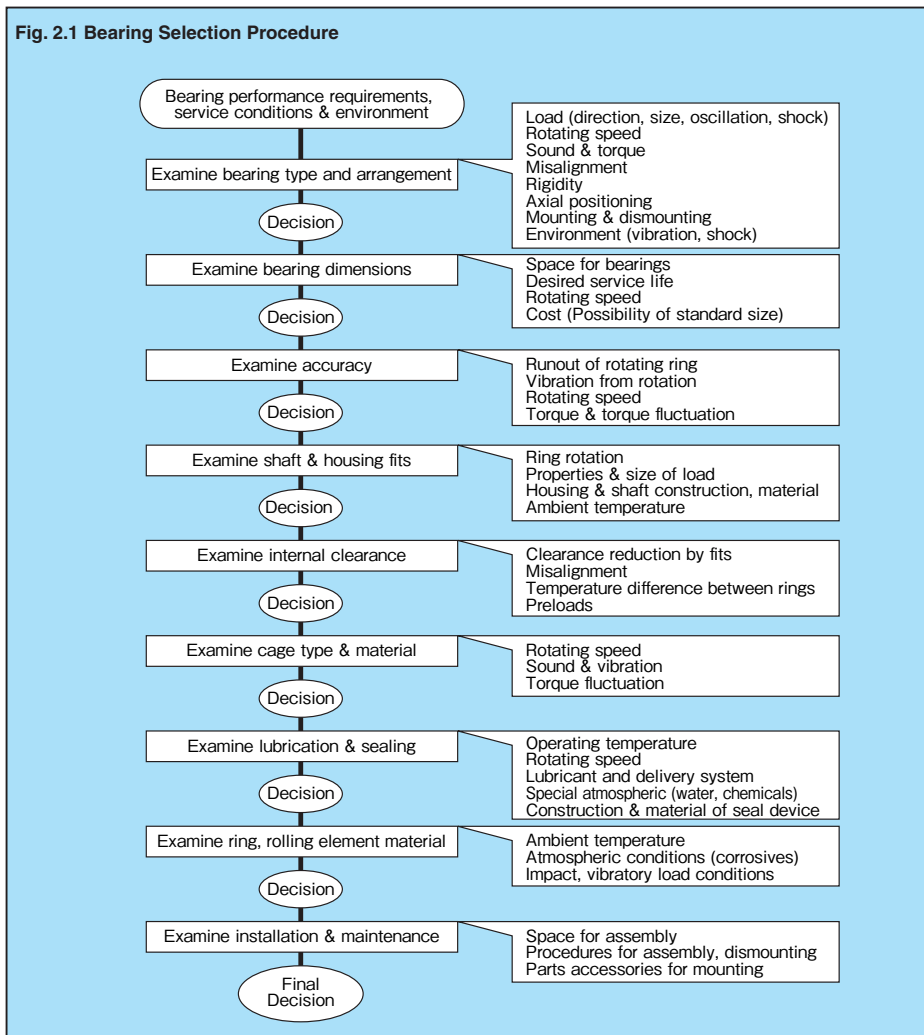 Fig. 2.1 Bearing Selection Procedure
Bearing performance requirements,
service conditions & environment
Examine bearing type and arrangement
Load (direction, size, oscillation, shock)
Rotating speed
Sound & torque
Misalignment
Rigidity
Axial positioning
Mounting & dismounting
Environment (vibration, shock)
Decision
Examine bearing dimensions
Space for bearings
Desired service life
Rotating speed
Cost (Possibility of standard size)
Decision
Examine accuracy
Runout of rotating ring
Vibration from rotation
Rotating speed
Torque & torque fluctuation
Decision
Examine shaft & housing fits
Ring rotation
Properties & size of load
Housing & shaft construction, material
Ambient temperature
Decision
Examine internal clearance
Clearance reduction by fits
Misalignment
Temperature difference between rings
Preloads
Decision
Examine cage type & material
Rotating speed
Sound & vibration
Torque fluctuation
Decision
Examine lubrication & sealing
Operating temperature
Rotating speed
Lubricant and delivery system
Special atmospheric (water, chemicals)
Construction & material of seal device
Decision
Examine ring, rolling element material
Ambient temperature
Atmospheric conditions (corrosives)
Impact, vibratory load conditions
Decision
Examine installation & maintenance
Space for assembly
Procedures for assembly, dismounting
Parts accessories for mounting
Final
Decision